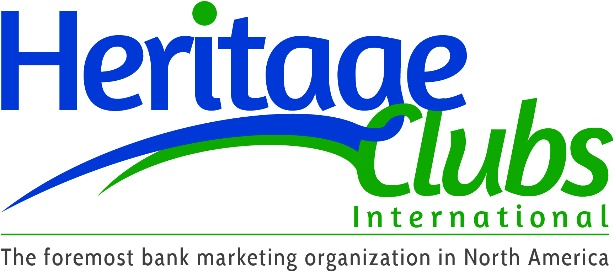 Heritage
Clubs
International
The foremost bank marketing organization in North America